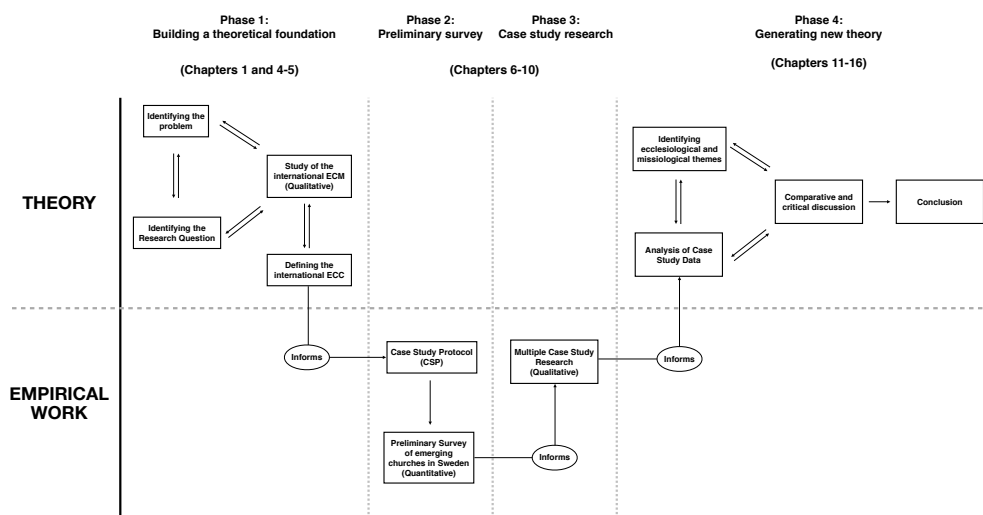 Phase 1:
Building a theoretical foundation
(Chapters 1 and 4-5)
Phase 2:
Preliminary survey
Phase 3:
Case study research
(Chapters 6-10)
Phase 4:
Generating new theory
(Chapters 11-16)
THEORY
Identifying the
problem
Study of the
international ECM
(Qualitative)
Identifying the
Research Question
Defining the
international ECC
Identifying
ecclesiological and
missiological themes
Comparative and
critical discussion
Conclusion
Analysis of Case
Study Data
EMPIRICAL
WORK
Informs
Case Study Protocol
(CSP)
Preliminary Survey
of emerging
churches in Sweden
(Quantitative)
Informs
Multiple Case Study
Research
(Qualitative)
Informs